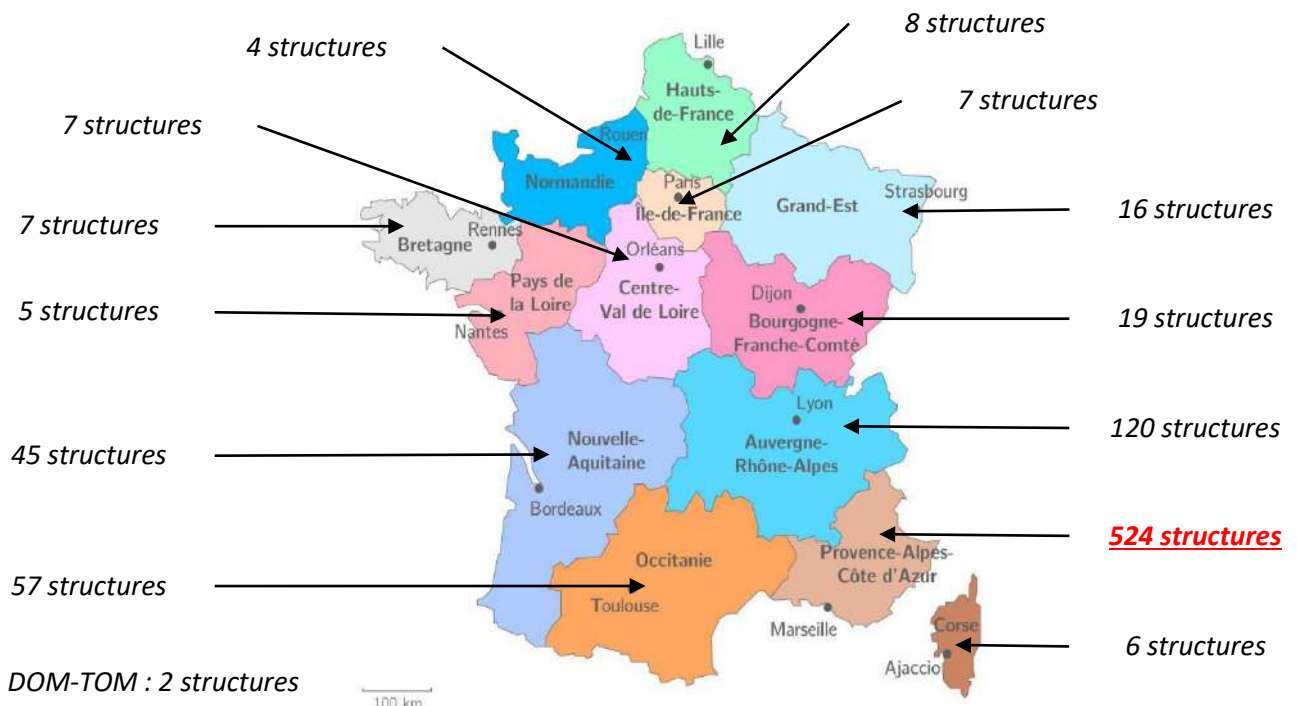 4 structures
8 structures
Lille
Hauts-
de-France
7 structures
7 structures
Rouen
Normandie
Paris
Île-de-France
Grand-Est
Strasbourg
16 structures
7 structures
Rennes
Bretagne
Orléans
Pays de
la Loire
Centre-
Val de Loire
Dijon
Bourgogne-
Franche-Comté
19 structures
5 structures
Nantes
Lyon
Auvergne-
Rhône-Alpes
120 structures
45 structures
Nouvelle-
Aquitaine
Bordeaux
524 structures
Provence-Alpes-
Côte d'Azur
57 structures
Occitanie
Toulouse
Marseille
Corse
Ajaccio
6 structures
DOM-TOM : 2 structures
100 km